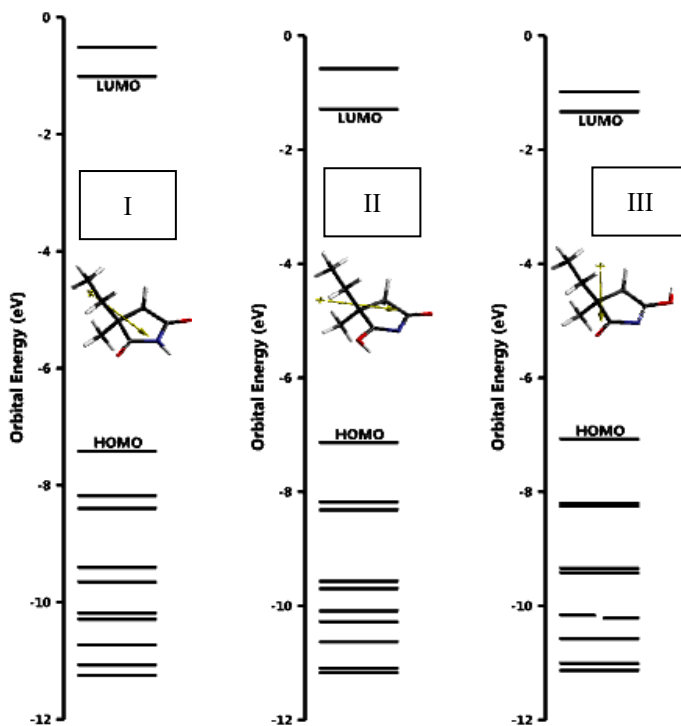 0
-2
-4
-6
-8
-10
-12
Orbital Energy (eV)
LUMO
I
HOMO
0
-2
-4
-6
-8
-10
-12
Orbital Energy (eV)
LUMO
II
HOMO
0
-2
-4
-6
-8
-10
-12
Orbital Energy (eV)
LUMO
III
HOMO